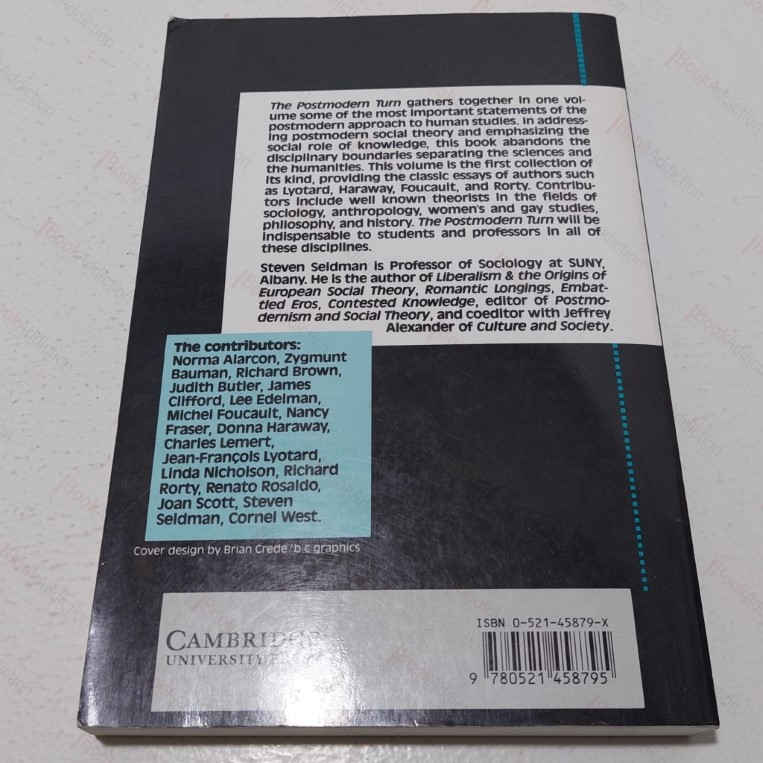 The Postmodern Turn gathers together in one vol-
ume some of the most important statements of the
postmodern approach to human studies. In address-
ing postmodern social theory and emphasizing the
social role of knowledge, this book abandons the
disciplinary boundaries separating the sciences and
the humanities. This volume is the first collection of
its kind, providing the classic essays of authors such
as Lyotard, Haraway, Foucault, and Rorty. Contribu-
tors include well known theorists in the fields of
sociology, anthropology, women's and gay studies,
philosophy, and history. The Postmodern Turn will be
indispensable to students and professors in all of
these disciplines.
Steven Seidman is Professor of Sociology at SUNY,
Albany. He is the author of Liberalism & the Origins of
European Social Theory, Romantic Longings, Embat-
tled Eros, Contested Knowledge, editor of Postmo-
dernism and Social Theory, and coeditor with Jeffrey
Alexander of Culture and Society.
The contributors:
Norma Alarcon, Zygmunt
Bauman, Richard Brown,
Judith Butler, James
Clifford, Lee Edelman,
Michel Foucault, Nancy
Fraser, Donna Haraway,
Charles Lemert,
Jean-François Lyotard,
Linda Nicholson, Richard
Rorty, Renato Rosaldo,
Joan Scott, Steven
Seidman, Cornel West.
Cover design by Brian Crede/b c graphics
CAMBRIDGE
UNIVERSITY PRESS
ISBN 0-521-45879-X
9 780521 458795
BookAddiction